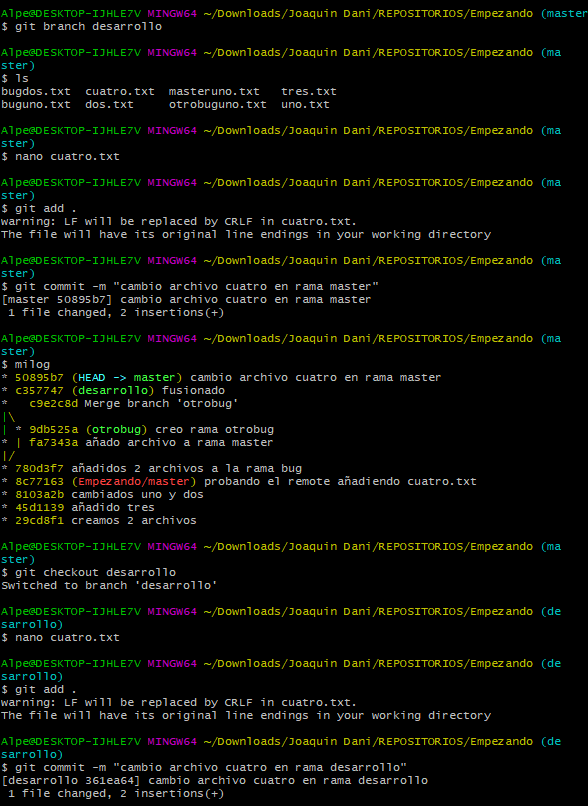 Alpe@DESKTOP-IJHLE7V MINGW64 ~/Downloads/Joaquin Dani/REPOSITORIOS/Empezando (master
$ git branch desarrollo
Alpe@DESKTOP-IJHLE7V MINGW64 ~/Downloads/Joaquin Dani/REPOSITORIOS/Empezando (ma
ster)
$ ls
bugdos.txt  cuatro.txt  masteruno.txt   tres.txt
buguno.txt  dos.txt     otrobuguno.txt  uno.txt
Alpe@DESKTOP-IJHLE7V MINGW64 ~/Downloads/Joaquin Dani/REPOSITORIOS/Empezando (ma
ster)
$ nano cuatro.txt
Alpe@DESKTOP-IJHLE7V MINGW64 ~/Downloads/Joaquin Dani/REPOSITORIOS/Empezando (ma
ster)
$ git add .
warning: LF will be replaced by CRLF in cuatro.txt.
The file will have its original line endings in your working directory
Alpe@DESKTOP-IJHLE7V MINGW64 ~/Downloads/Joaquin Dani/REPOSITORIOS/Empezando (ma
ster)
$ git commit -m "cambio archivo cuatro en rama master"
[master 50895b7] cambio archivo cuatro en rama master
 1 file changed, 2 insertions(+)
Alpe@DESKTOP-IJHLE7V MINGW64 ~/Downloads/Joaquin Dani/REPOSITORIOS/Empezando (ma
ster)
$ milog
* 50895b7 (HEAD -> master) cambio archivo cuatro en rama master
* c357747 (desarrollo) fusionado
*   c9e2c8d Merge branch 'otrobug'
|\
| * 9db525a (otrobug) creo rama otrobug
* | fa7343a añado archivo a rama master
|/
* 780d3f7 añadidos 2 archivos a la rama bug
* 8c77163 (Empezando/master) probando el remote añadiendo cuatro.txt
* 8103a2b cambiados uno y dos
* 45d1139 añadido tres
* 29cd8f1 creamos 2 archivos
Alpe@DESKTOP-IJHLE7V MINGW64 ~/Downloads/Joaquin Dani/REPOSITORIOS/Empezando (ma
ster)
$ git checkout desarrollo
Switched to branch 'desarrollo'
Alpe@DESKTOP-IJHLE7V MINGW64 ~/Downloads/Joaquin Dani/REPOSITORIOS/Empezando (de
sarrollo)
$ nano cuatro.txt
Alpe@DESKTOP-IJHLE7V MINGW64 ~/Downloads/Joaquin Dani/REPOSITORIOS/Empezando (de
sarrollo)
$ git add .
warning: LF will be replaced by CRLF in cuatro.txt.
The file will have its original line endings in your working directory
Alpe@DESKTOP-IJHLE7V MINGW64 ~/Downloads/Joaquin Dani/REPOSITORIOS/Empezando (de
sarrollo)
$ git commit -m "cambio archivo cuatro en rama desarrollo"
[desarrollo 361ea64] cambio archivo cuatro en rama desarrollo
 1 file changed, 2 insertions(+)